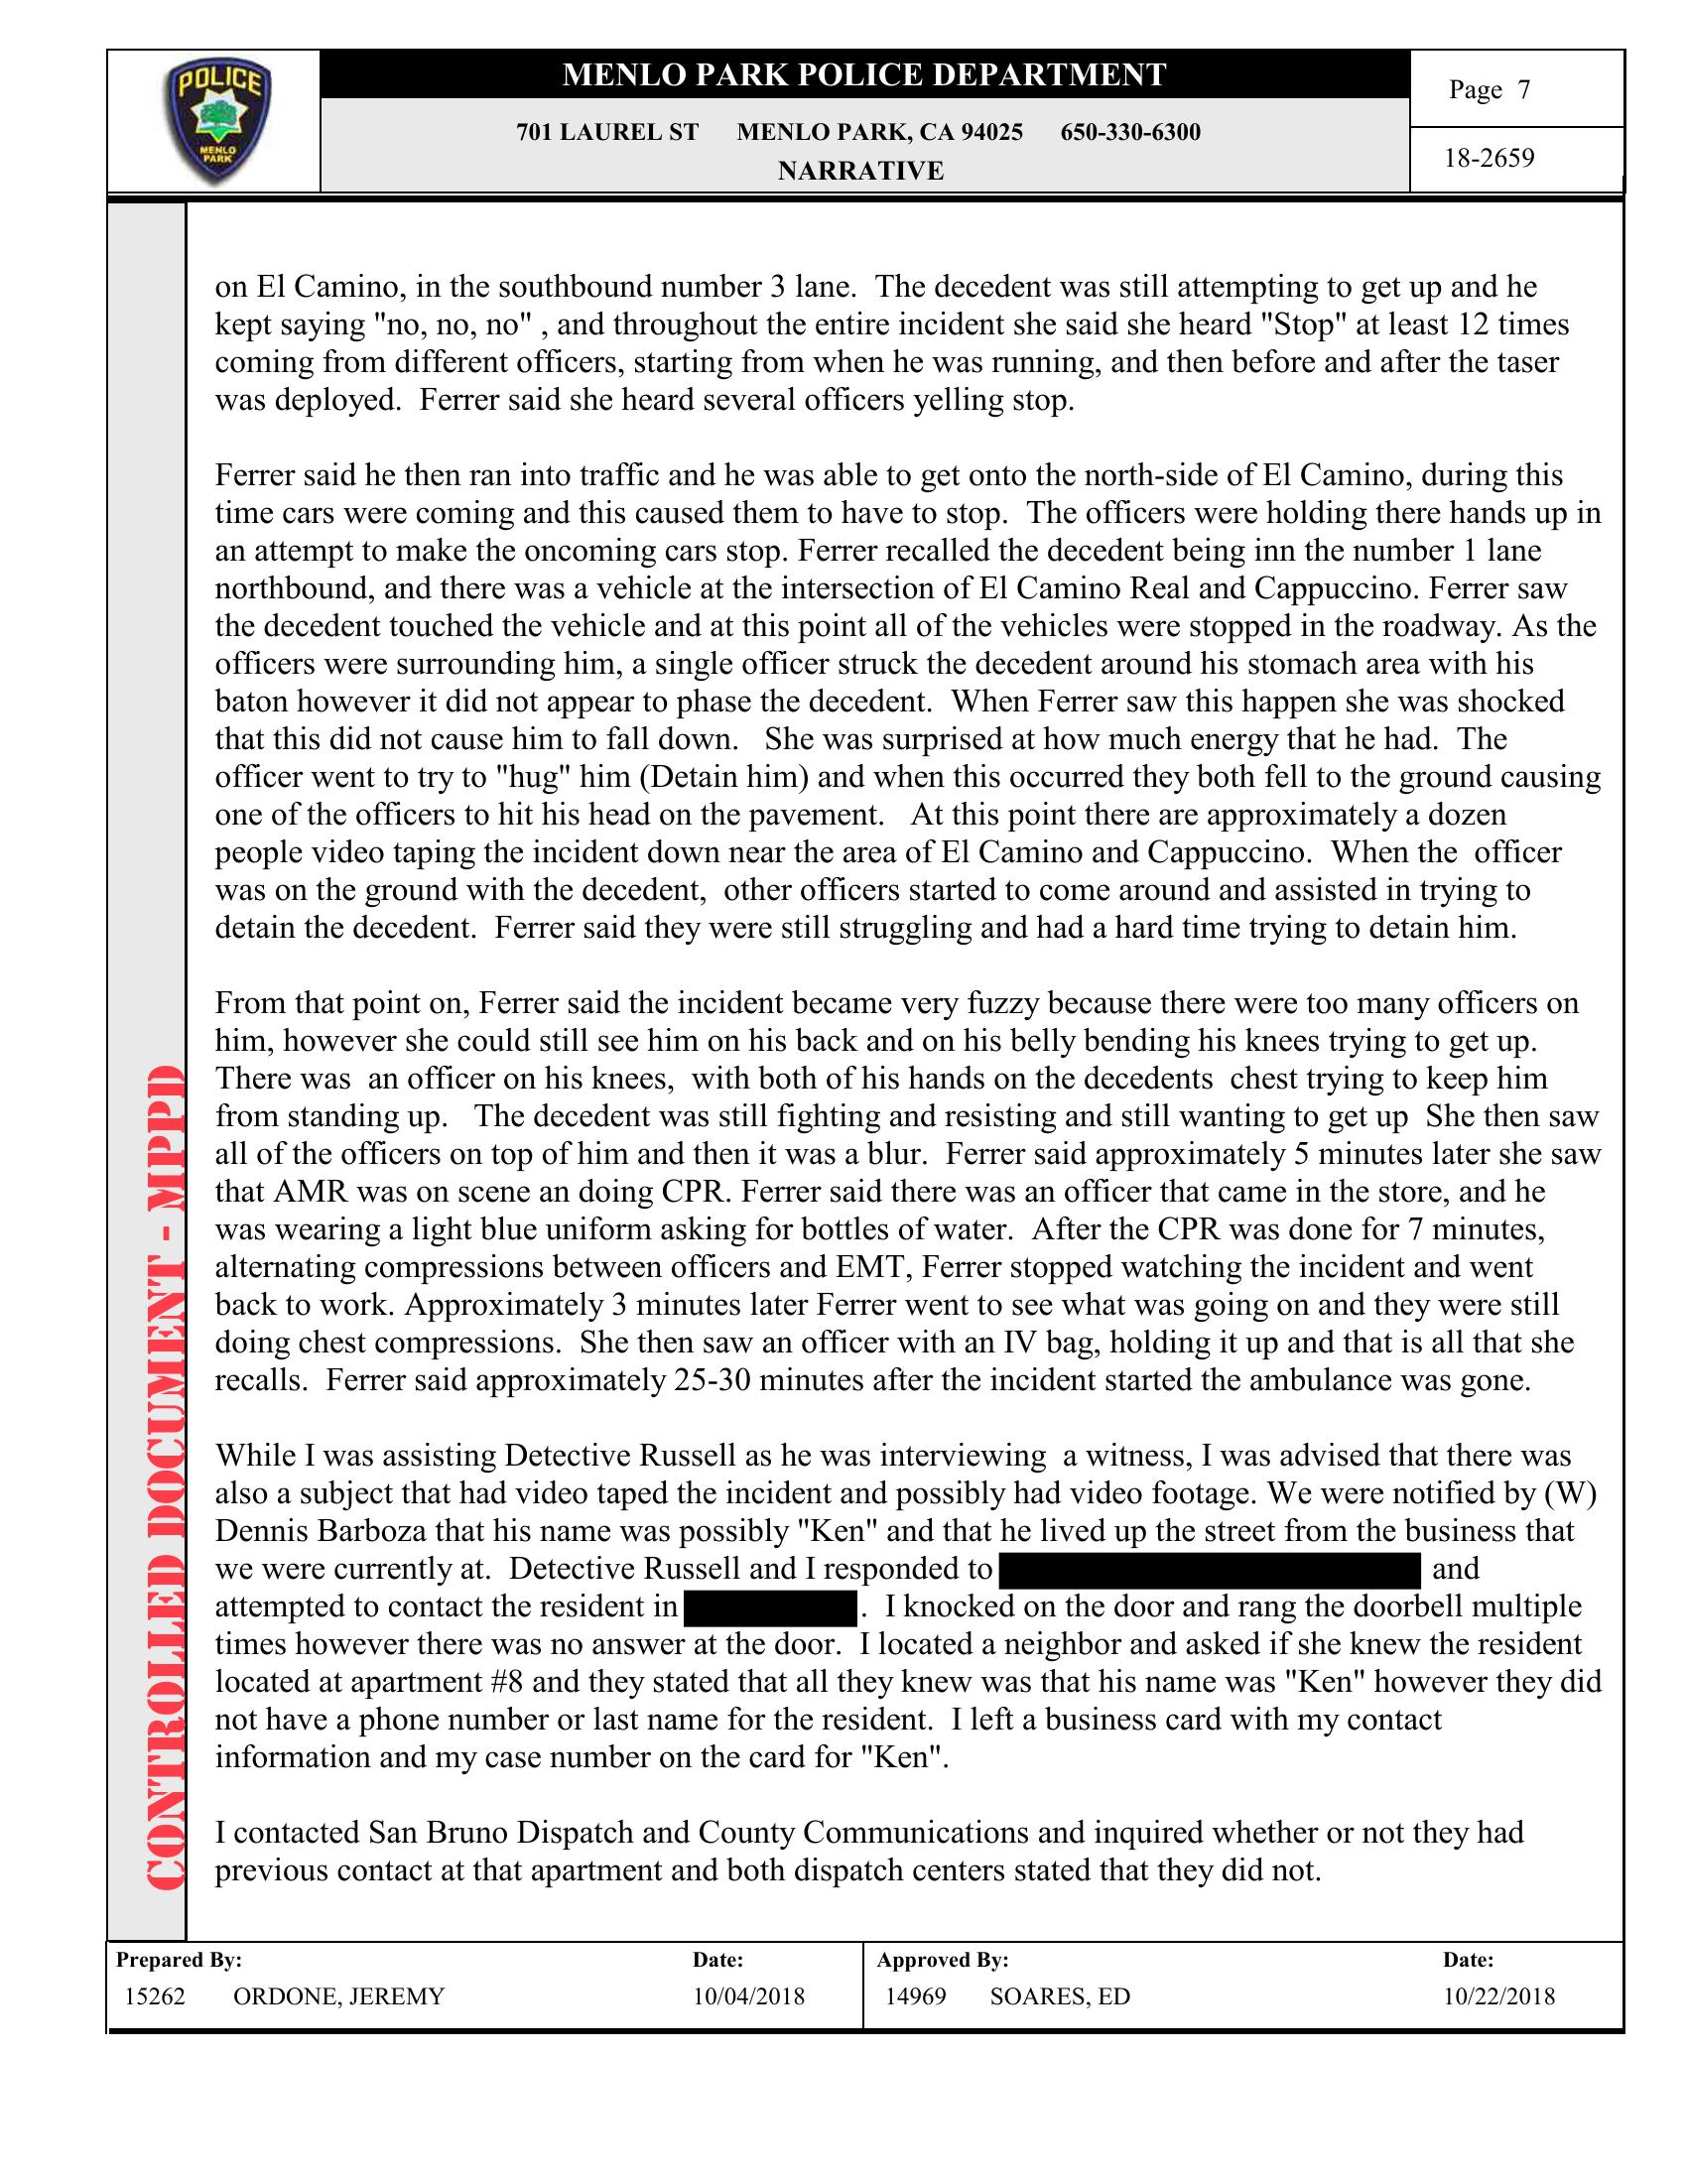 POLICE
MENLO
PARK
MENLO PARK POLICE DEPARTMENT
701 LAUREL ST MENLO PARK, CA 94025 650-330-6300
NARRATIVE
Page 7
18-2659
on El Camino, in the southbound number 3 lane. The decedent was still attempting to get up and he
kept saying "no, no, no" , and throughout the entire incident she said she heard "Stop" at least 12 times
coming from different officers, starting from when he was running, and then before and after the taser
was deployed. Ferrer said she heard several officers yelling stop.
Ferrer said he then ran into traffic and he was able to get onto the north-side of El Camino, during this
time cars were coming and this caused them to have to stop. The officers were holding there hands up in
an attempt to make the oncoming cars stop. Ferrer recalled the decedent being inn the number 1 lane
northbound, and there was a vehicle at the intersection of El Camino Real and Cappuccino. Ferrer saw
the decedent touched the vehicle and at this point all of the vehicles were stopped in the roadway. As the
officers were surrounding him, a single officer struck the decedent around his stomach area with his
baton however it did not appear to phase the decedent. When Ferrer saw this happen she was shocked
that this did not cause him to fall down. She was surprised at how much energy that he had. The
officer went to try to "hug" him (Detain him) and when this occurred they both fell to the ground causing
one of the officers to hit his head on the pavement. At this point there are approximately a dozen
people video taping the incident down near the area of El Camino and Cappuccino. When the officer
was on the ground with the decedent, other officers started to come around and assisted in trying to
detain the decedent. Ferrer said they were still struggling and had a hard time trying to detain him.
From that point on, Ferrer said the incident became very fuzzy because there were too many officers on
him, however she could still see him on his back and on his belly bending his knees trying to get up.
There was an officer on his knees, with both of his hands on the decedents chest trying to keep him
from standing up. The decedent was still fighting and resisting and still wanting to get up She then saw
all of the officers on top of him and then it was a blur. Ferrer said approximately 5 minutes later she saw
that AMR was on scene an doing CPR. Ferrer said there was an officer that came in the store, and he
was wearing a light blue uniform asking for bottles of water. After the CPR was done for 7 minutes,
alternating compressions between officers and EMT, Ferrer stopped watching the incident and went
back to work. Approximately 3 minutes later Ferrer went to see what was going on and they were still
doing chest compressions. She then saw an officer with an IV bag, holding it up and that is all that she
recalls. Ferrer said approximately 25-30 minutes after the incident started the ambulance was gone.
While I was assisting Detective Russell as he was interviewing a witness, I was advised that there was
also a subject that had video taped the incident and possibly had video footage. We were notified by (W)
Dennis Barboza that his name was possibly "Ken" and that he lived up the street from the business that
we were currently at. Detective Russell and I responded to and
attempted to contact the resident in . I knocked on the door and rang the doorbell multiple
times however there was no answer at the door. I located a neighbor and asked if she knew the resident
located at apartment #8 and they stated that all they knew was that his name was "Ken" however they did
not have a phone number or last name for the resident. I left a business card with my contact
information and my case number on the card for "Ken".
I contacted San Bruno Dispatch and County Communications and inquired whether or not they had
previous contact at that apartment and both dispatch centers stated that they did not.
CONTROLLED DOCUMENT - MPPD
Prepared By: Date: Approved By: Date:
15262 ORDONE, JEREMY 10/04/2018 14969 SOARES, ED 10/22/2018